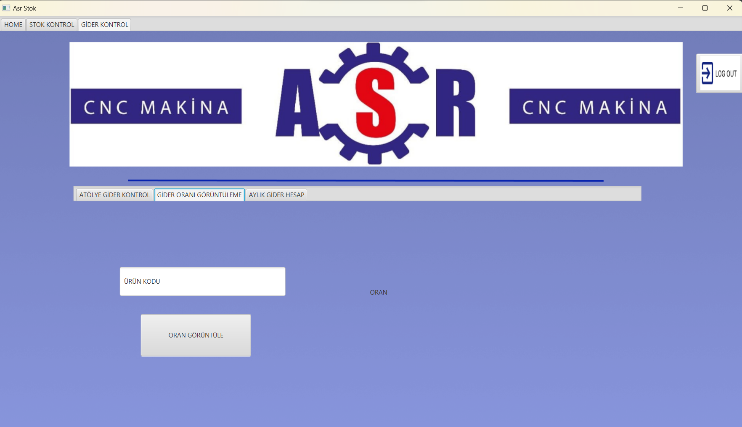 Asr Stok
HOME STOK KONTROL GİDER KONTROL
CNC MAKİNA ASR CNC MAKİNA
LOG OUT
ATÖLYE GİDER KONTROL GİDER ORANI GÖRÜNTÜLEME AYLIK GİDER HESAP
ÜRÜN KODU
ORAN
ORAN GÖRÜNTÜLE